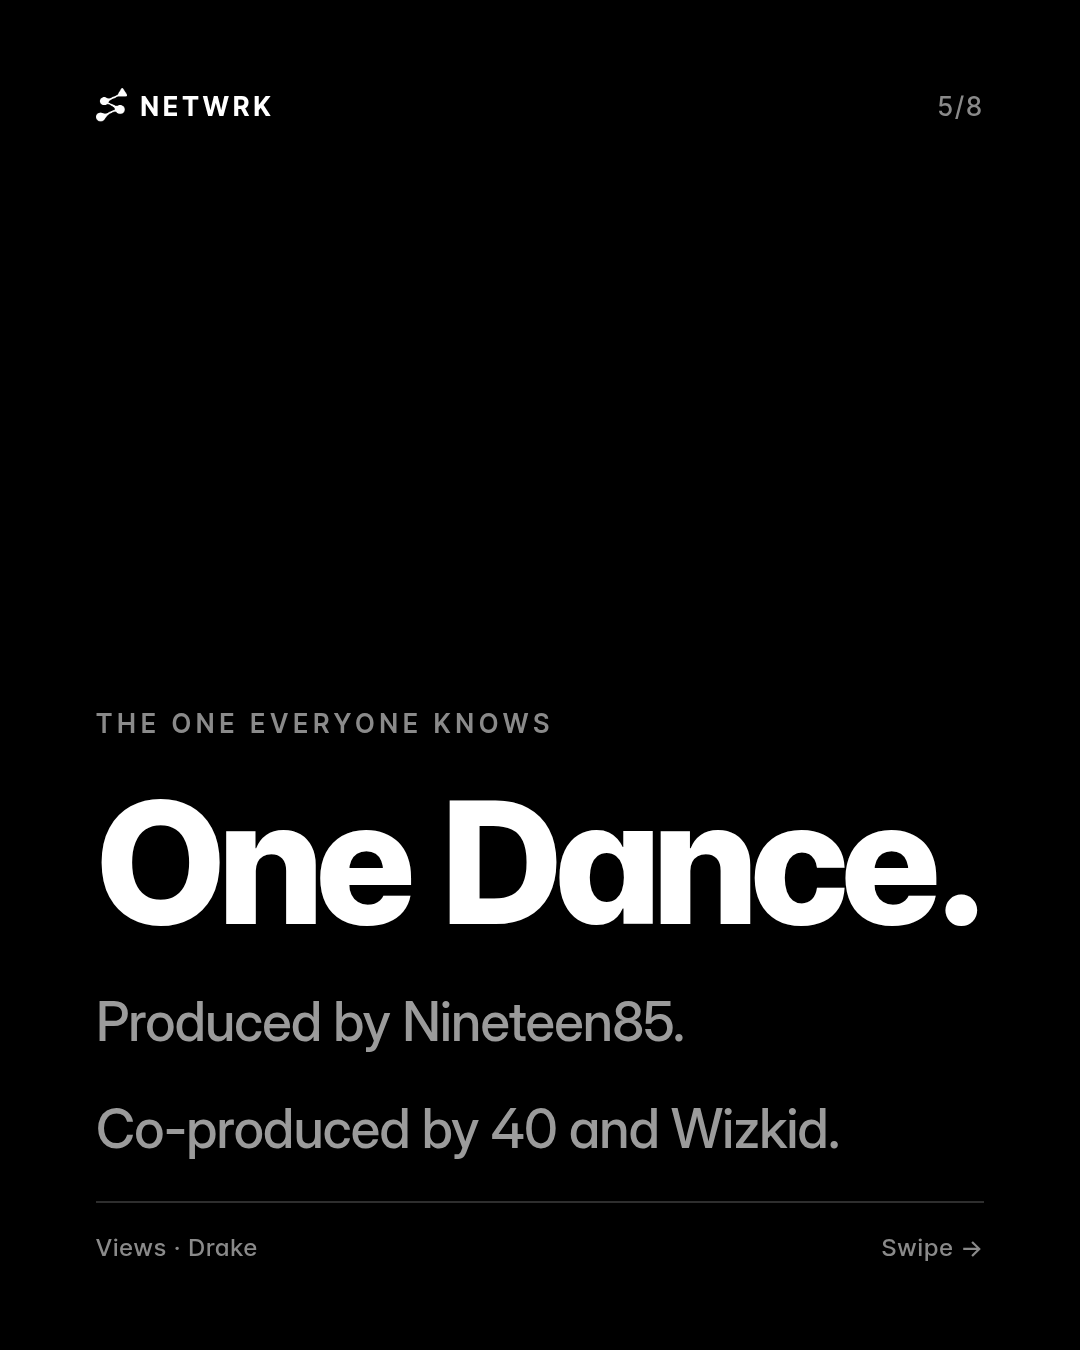 NETWRK
5/8
THE ONE EVERYONE KNOWS
One Dance.
Produced by Nineteen85.
Co-produced by 40 and Wizkid.
Views · Drake
Swipe →